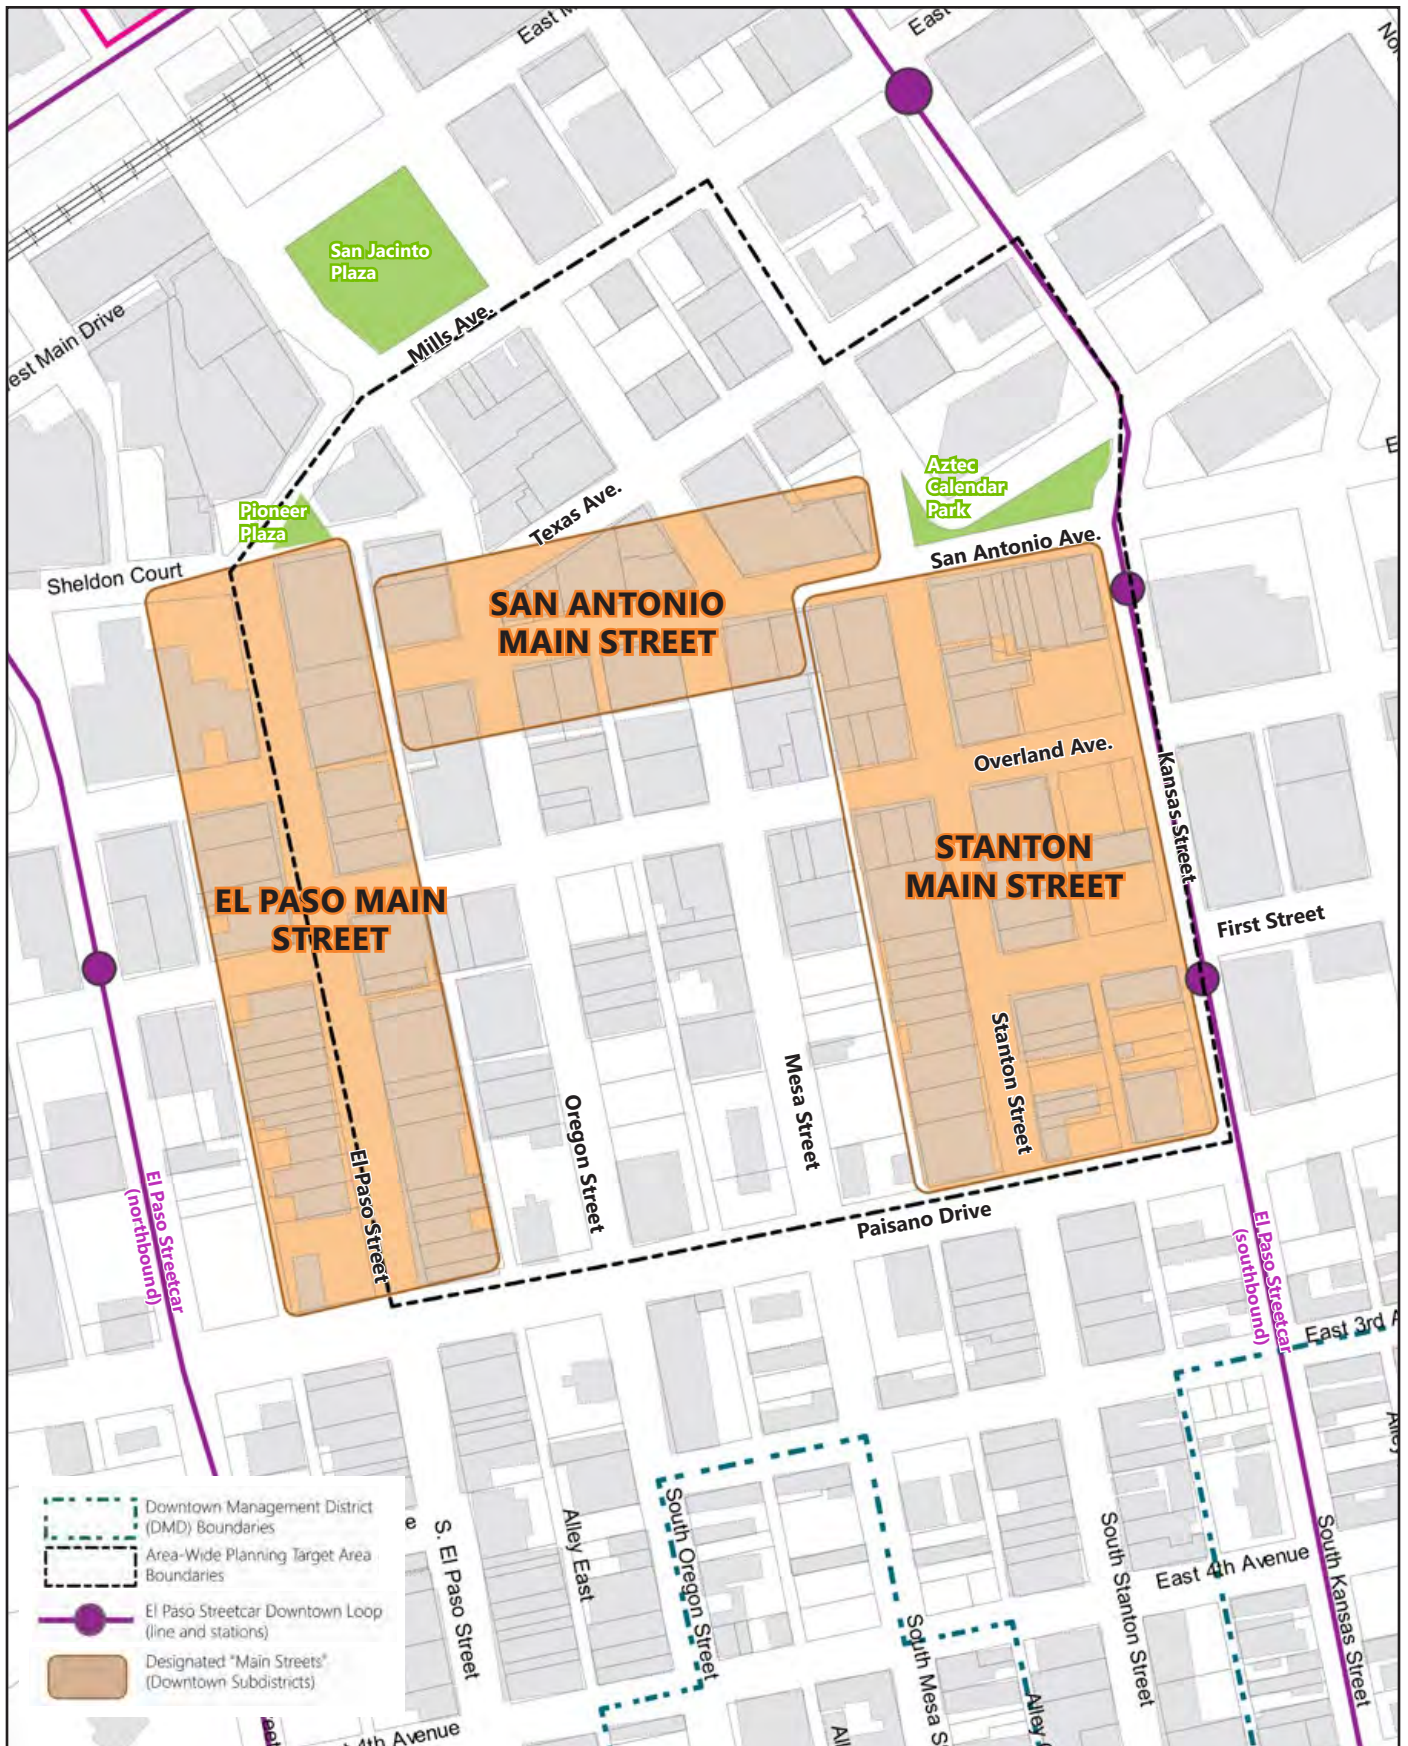 East
San Jacinto
Plaza
Mills Ave.
est Main Drive
Pioneer
Plaza
Texas Ave.
Aztec
Calendar
Park
San Antonio Ave.
Sheldon Court
SAN ANTONIO
MAIN STREET
Overland Ave.
Kansas Street
STANTON
MAIN STREET
EL PASO MAIN
STREET
First Street
Stanton Street
Mesa Street
Oregon Street
El Paso Street
Paisano Drive
El Paso Streetcar
(northbound)
El Paso Streetcar
(southbound)
East 3rd A
Downtown Management District
(DMD) Boundaries
Area-Wide Planning Target Area
Boundaries
El Paso Streetcar Downtown Loop
(line and stations)
Designated "Main Streets"
(Downtown Subdistricts)
S. El Paso Street
Alley East
South Oregon Street
South Mesa S
Alley
South Stanton Street
East 4th Avenue
South Kansas Street
4th Avenue